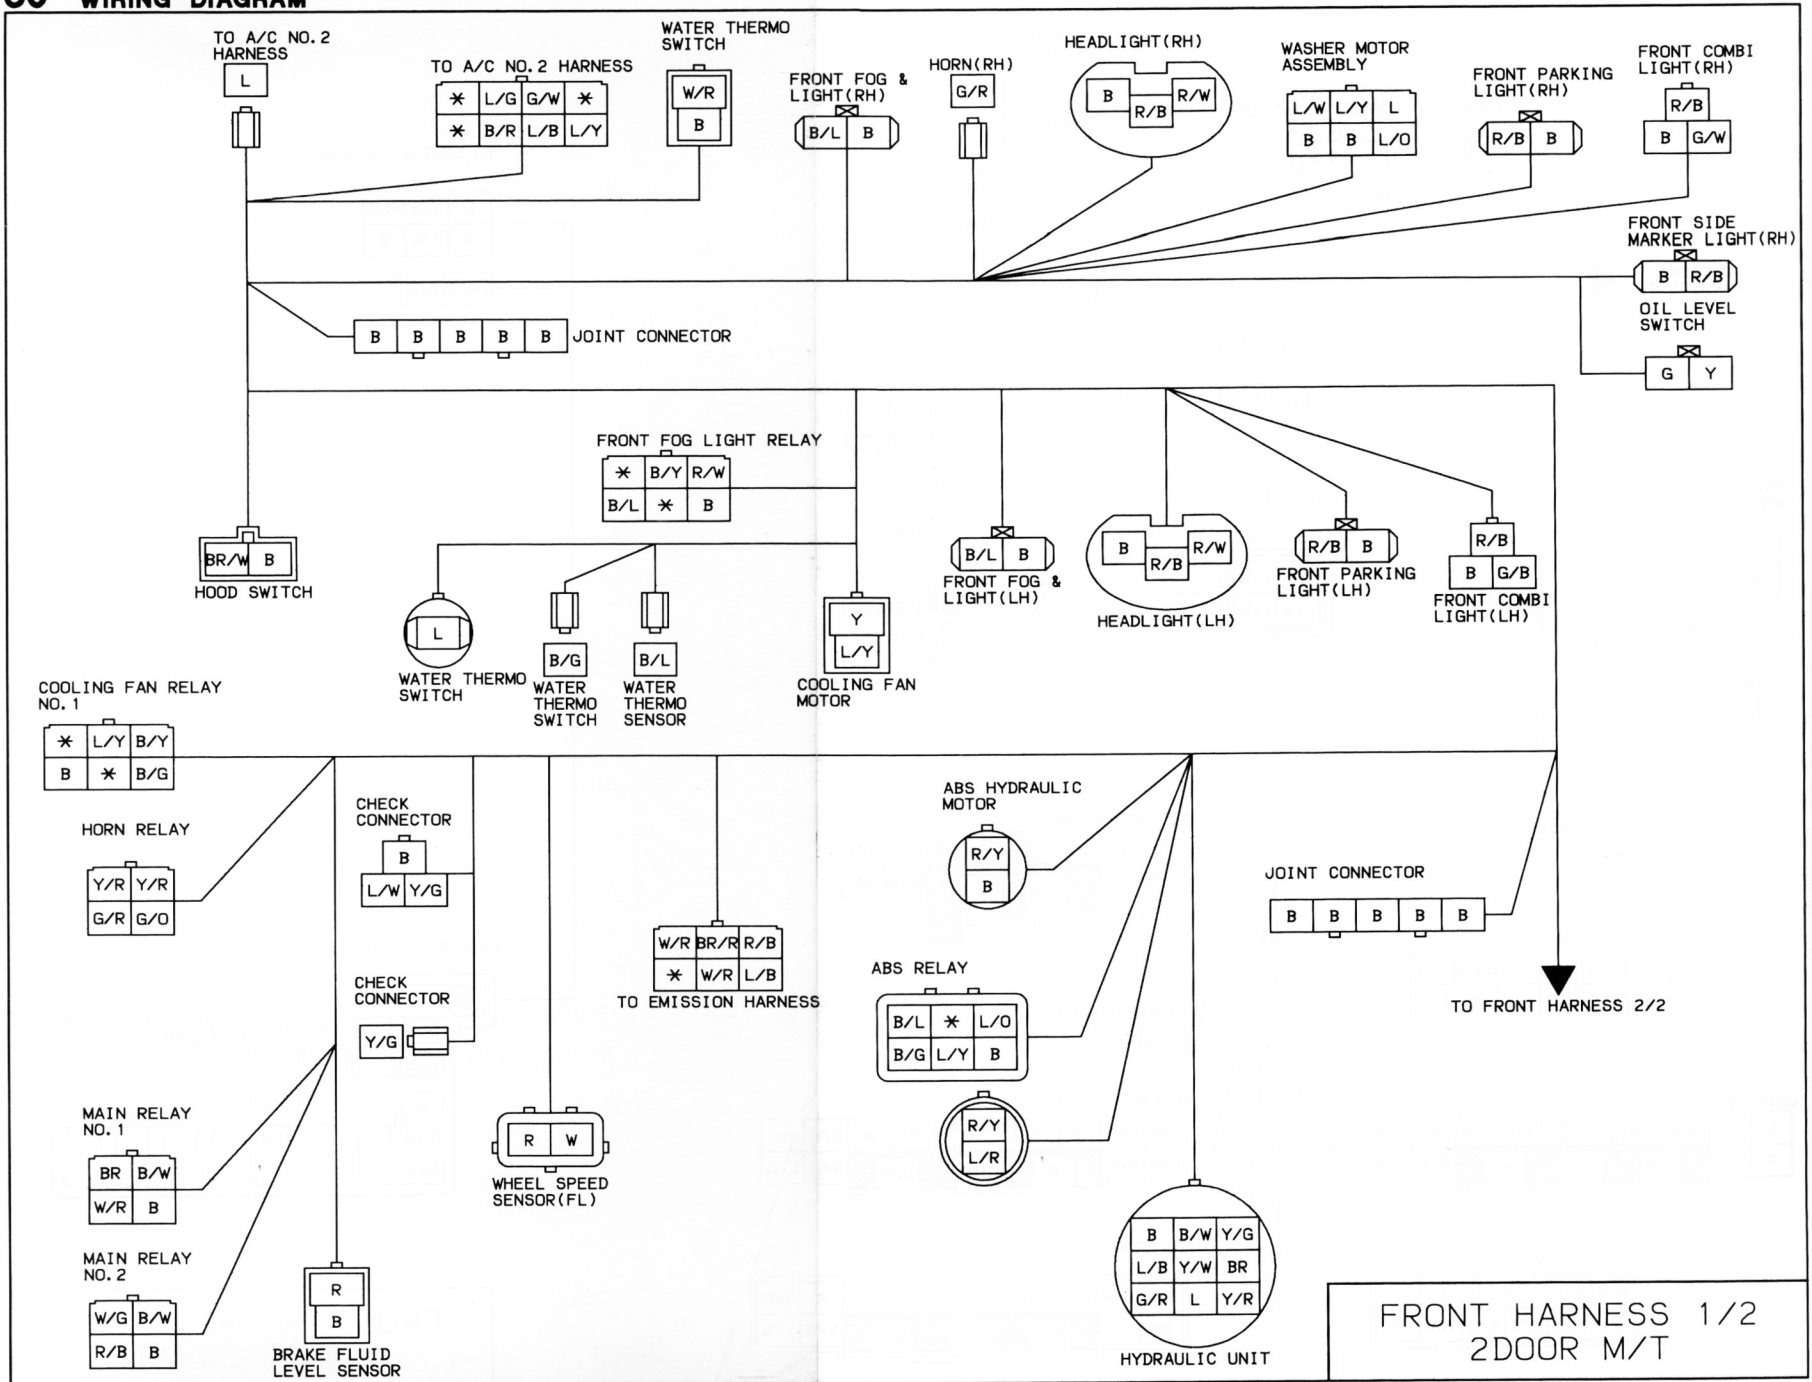 WIRING DIAGRAM
TO A/C NO.2
HARNESS
L
TO A/C NO.2 HARNESS
* L/G G/W *
* B/R L/B L/Y
WATER THERMO
SWITCH
W/R
B
FRONT FOG &
LIGHT(RH)
B/L B
HORN(RH)
G/R
HEADLIGHT(RH)
B R/B R/W
WASHER MOTOR
ASSEMBLY
L/W L/Y L
B B L/O
FRONT PARKING
LIGHT(RH)
R/B B
FRONT COMBI
LIGHT(RH)
R/B
B G/W
FRONT SIDE
MARKER LIGHT(RH)
B R/B
OIL LEVEL
SWITCH
G Y
B B B B B JOINT CONNECTOR
FRONT FOG LIGHT RELAY
* B/Y R/W
B/L * B
BR/W B
HOOD SWITCH
L
WATER THERMO
SWITCH
B/G
WATER
THERMO
SWITCH
B/L
WATER
THERMO
SENSOR
Y
L/Y
COOLING FAN
MOTOR
B/L B
FRONT FOG &
LIGHT(LH)
B R/B R/W
HEADLIGHT(LH)
R/B B
FRONT PARKING
LIGHT(LH)
R/B
B G/B
FRONT COMBI
LIGHT(LH)
COOLING FAN RELAY
NO.1
* L/Y B/Y
B * B/G
HORN RELAY
Y/R Y/R
G/R G/O
CHECK
CONNECTOR
B
L/W Y/G
CHECK
CONNECTOR
Y/G
W/R BR/R R/B
* W/R L/B
TO EMISSION HARNESS
ABS HYDRAULIC
MOTOR
R/Y
B
JOINT CONNECTOR
B B B B B
ABS RELAY
B/L * L/O
B/G L/Y B
R/Y
L/R
TO FRONT HARNESS 2/2
MAIN RELAY
NO.1
BR B/W
W/R B
R W
WHEEL SPEED
SENSOR(FL)
MAIN RELAY
NO.2
W/G B/W
R/B B
R
B
BRAKE FLUID
LEVEL SENSOR
B B/W Y/G
L/B Y/W BR
G/R L Y/R
HYDRAULIC UNIT
FRONT HARNESS 1/2
2DOOR M/T